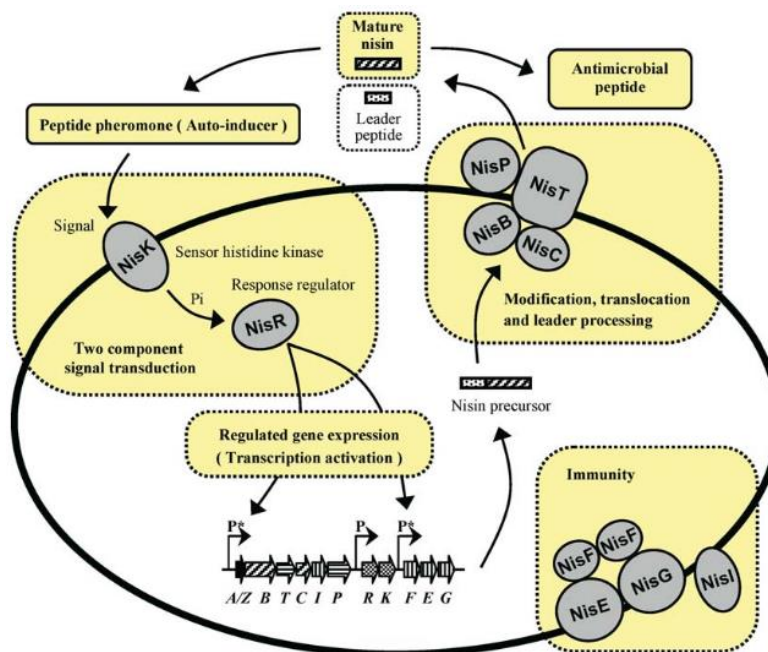 Mature
nisin
Leader
peptide
Antimicrobial
peptide
Peptide pheromone ( Auto-inducer )
Signal
NisK
Sensor histidine kinase
Pi
Response regulator
NisR
Two component
signal transduction
NisP
NisT
NisB
NisC
Modification, translocation
and leader processing
Nisin precursor
Regulated gene expression
( Transcription activation )
P* P P*
A/Z B T C I P R K F E G
Immunity
NisF
NisF
NisE
NisG
NisI